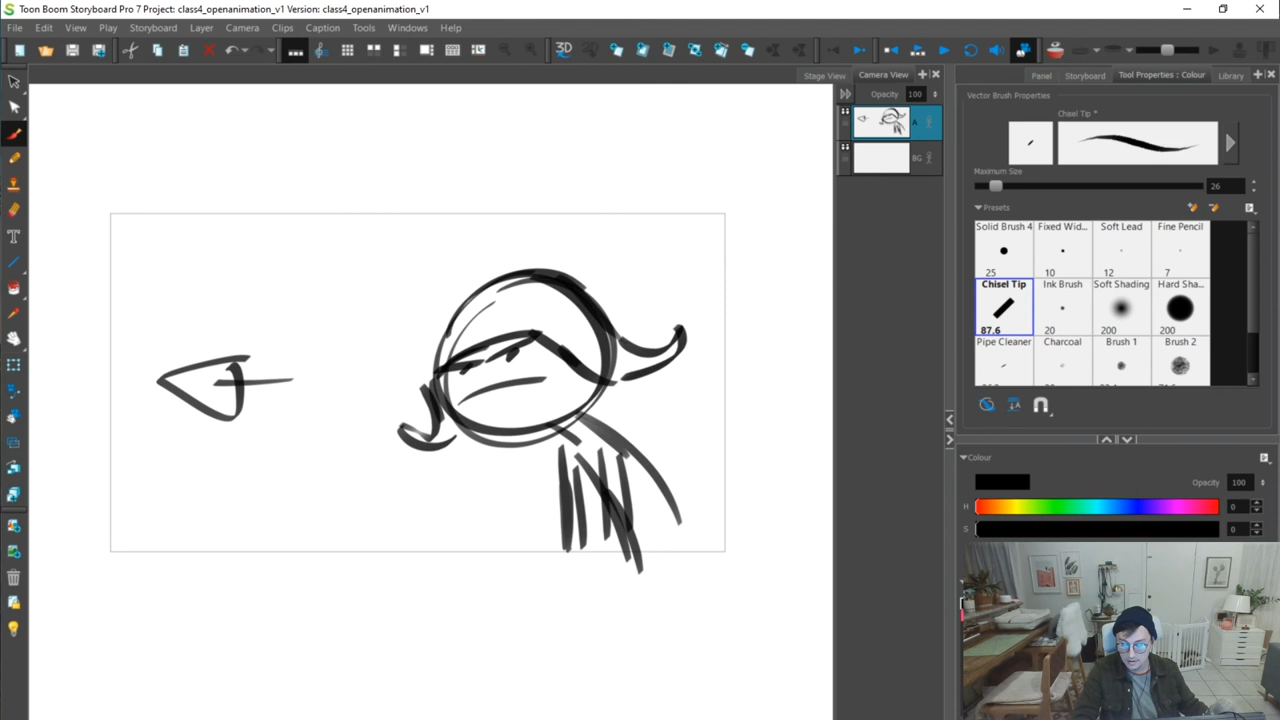 Toon Boom Storyboard Pro 7 Project: class4_openanimation_v1 Version: class4_openanimation_v1
File Edit View Play Storyboard Layer Camera Clips Caption Tools Windows Help
3D
Stage View Camera View Panel Storyboard Tool Properties : Colour Library
Opacity 100
Vector Brush Properties
Chisel Tip *
A
BG
Maximum Size
26
Presets
Solid Brush 4 Fixed Wid... Soft Lead Fine Pencil
25 10 12 7
Chisel Tip Ink Brush Soft Shading Hard Sha...
87.6 20 200 200
Pipe Cleaner Charcoal Brush 1 Brush 2
Colour
Opacity 100
H 0
S 0